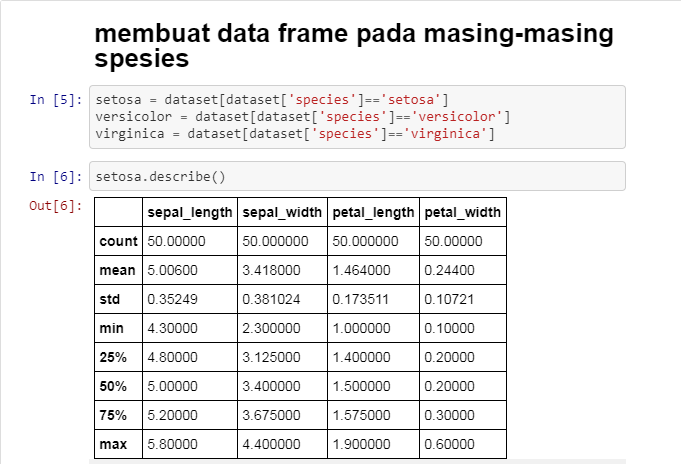 membuat data frame pada masing-masing
spesies
In [5]: setosa = dataset[dataset['species']=='setosa']
versicolor = dataset[dataset['species']=='versicolor']
virginica = dataset[dataset['species']=='virginica']
In [6]: setosa.describe()
Out[6]:
sepal_length sepal_width petal_length petal_width
count 50.00000 50.000000 50.000000 50.00000
mean 5.00600 3.418000 1.464000 0.24400
std 0.35249 0.381024 0.173511 0.10721
min 4.30000 2.300000 1.000000 0.10000
25% 4.80000 3.125000 1.400000 0.20000
50% 5.00000 3.400000 1.500000 0.20000
75% 5.20000 3.675000 1.575000 0.30000
max 5.80000 4.400000 1.900000 0.60000